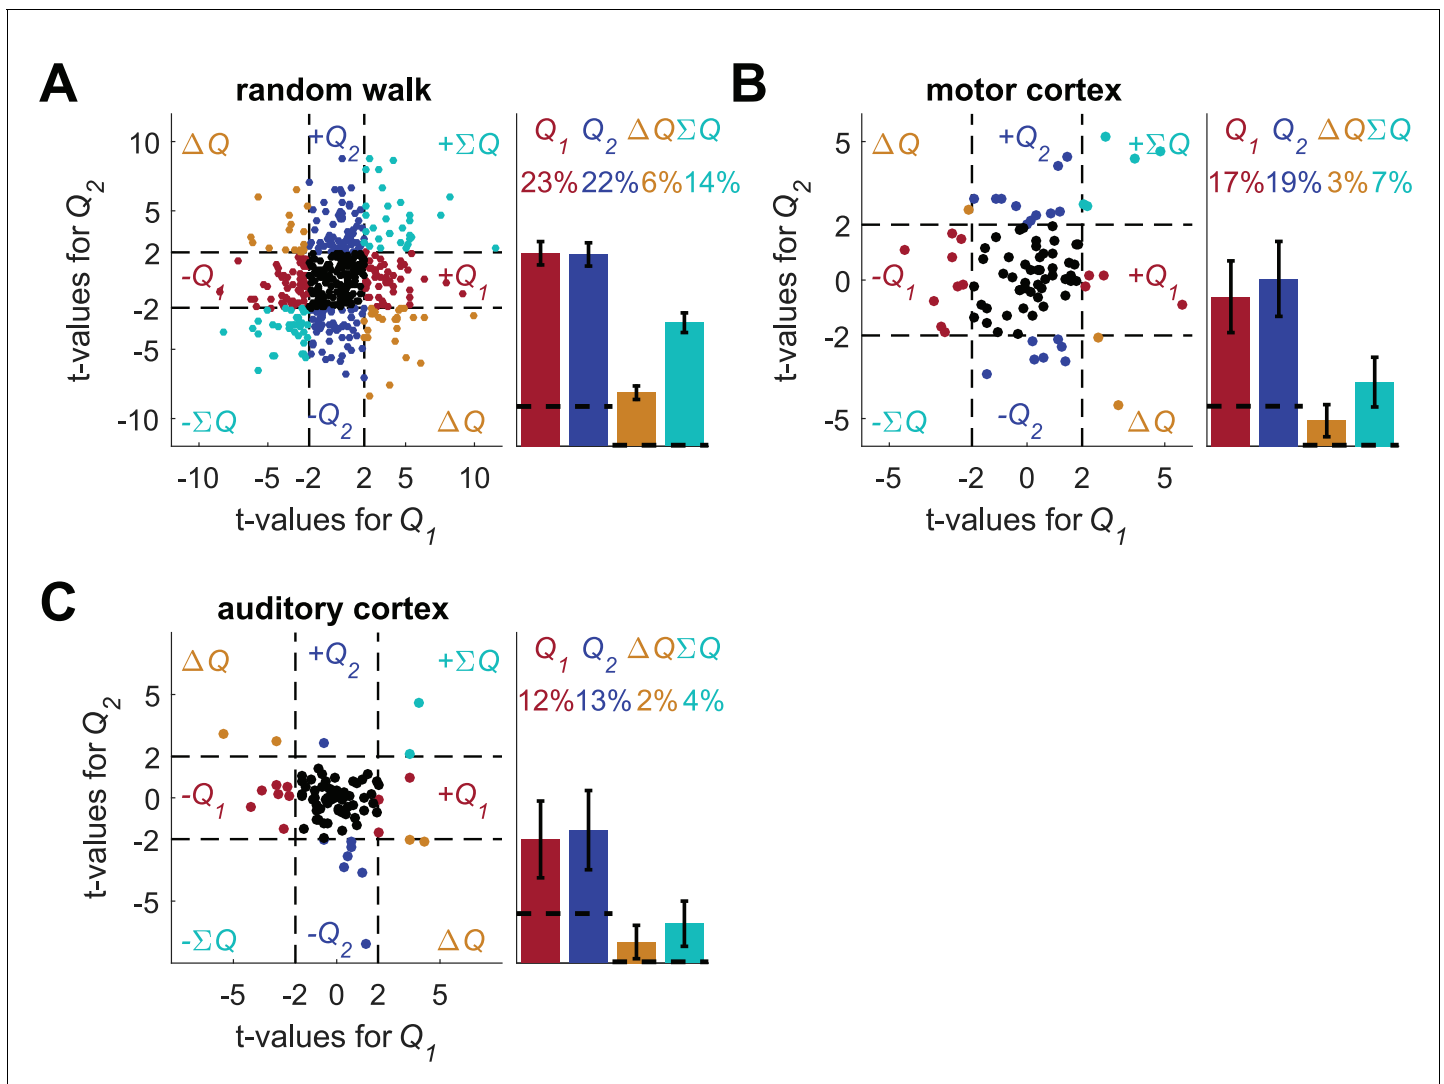 A
random walk
ΔQ
+Q2
+ΣQ
-Q1
+Q1
-ΣQ
-Q2
ΔQ
10
5
2
0
-2
-5
-10
t-values for Q2
-10 -5 -2 0 2 5 10
t-values for Q1
Q1 Q2 ΔQ ΣQ
23% 22% 6% 14%
B
motor cortex
ΔQ
+Q2
+ΣQ
-Q1
+Q1
-ΣQ
-Q2
ΔQ
5
2
0
-2
-5
t-values for Q2
-5 -2 0 2 5
t-values for Q1
Q1 Q2 ΔQ ΣQ
17% 19% 3% 7%
C
auditory cortex
ΔQ
+Q2
+ΣQ
-Q1
+Q1
-ΣQ
-Q2
ΔQ
5
2
0
-2
-5
t-values for Q2
-5 -2 0 2 5
t-values for Q1
Q1 Q2 ΔQ ΣQ
12% 13% 2% 4%